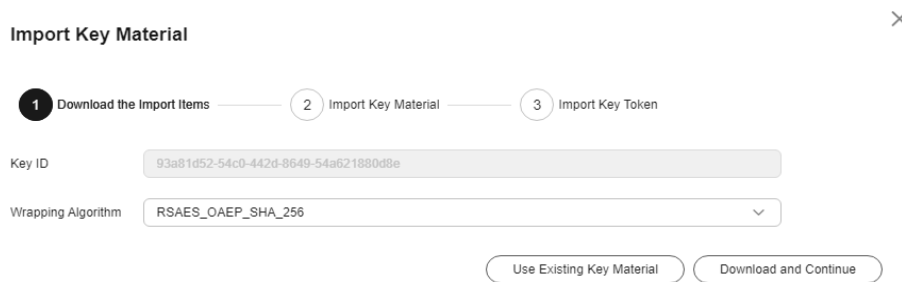 Import Key Material
1 Download the Import Items 2 Import Key Material 3 Import Key Token
Key ID 93a81d52-54c0-442d-8649-54a621880d8e
Wrapping Algorithm RSAES_OAEP_SHA_256
Use Existing Key Material Download and Continue